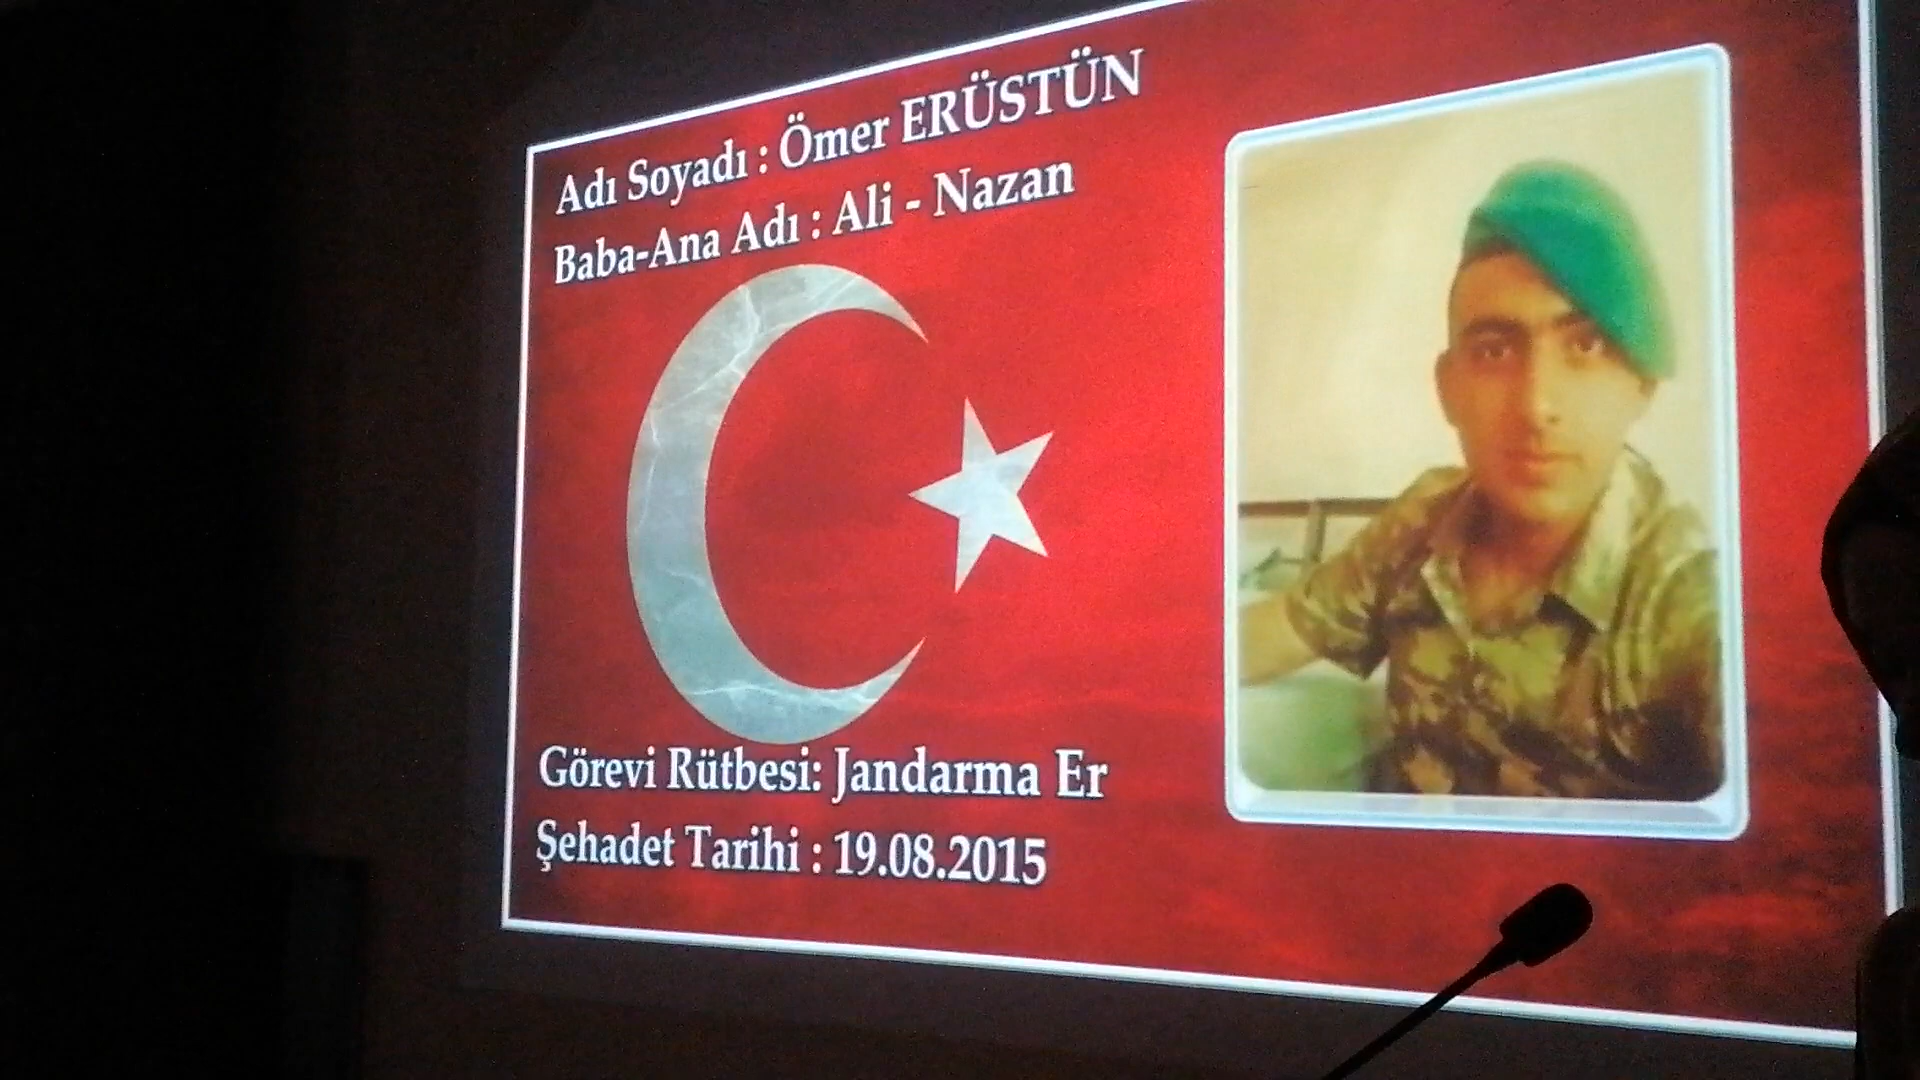 Adı Soyadı : Ömer ERÜSTÜN
Baba-Ana Adı : Ali - Nazan
Görevi Rütbesi: Jandarma Er
Şehadet Tarihi : 19.08.2015